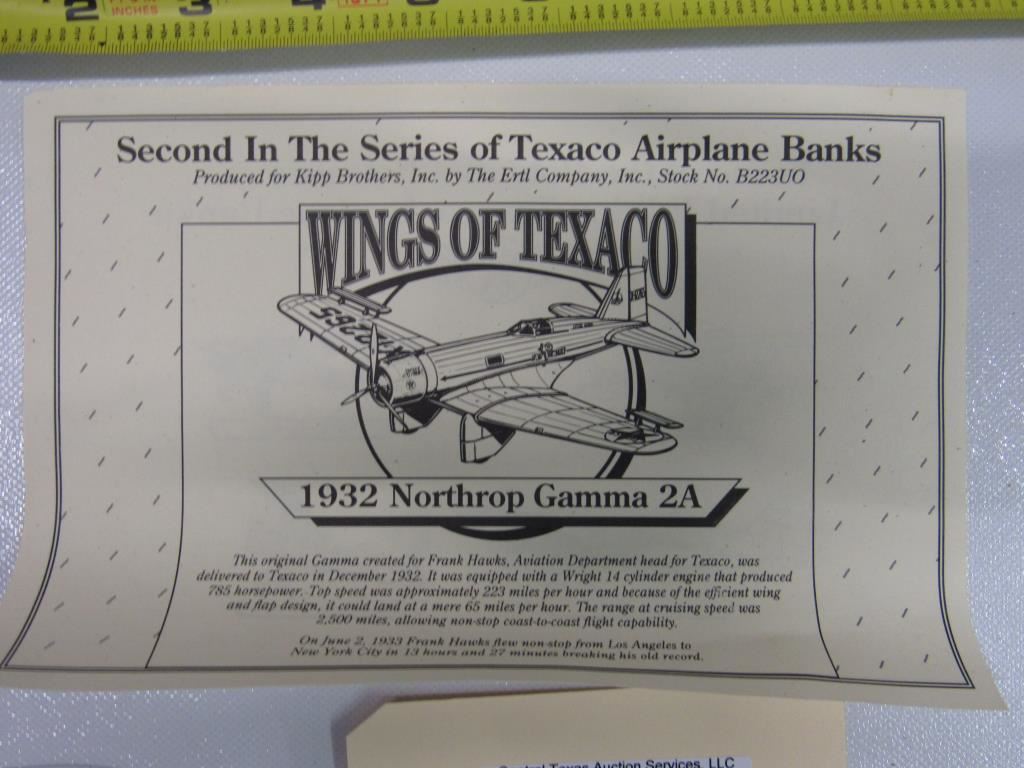 2 3
INCHES
Second In The Series of Texaco Airplane Banks
Produced for Kipp Brothers, Inc. by The Ertl Company, Inc., Stock No. B223UO
WINGS OF TEXACO
1932 Northrop Gamma 2A
This original Gamma created for Frank Hawks, Aviation Department head for Texaco, was
delivered to Texaco in December 1932. It was equipped with a Wright 14 cylinder engine that produced
785 horsepower. Top speed was approximately 223 miles per hour and because of the efficient wing
and flap design, it could land at a mere 65 miles per hour. The range at cruising speed was
2,500 miles, allowing non-stop coast-to-coast flight capability.
On June 2, 1933 Frank Hawks flew non-stop from Los Angeles to
New York City in 13 hours and 27 minutes breaking his old record.
Central Texas Auction Services, LLC